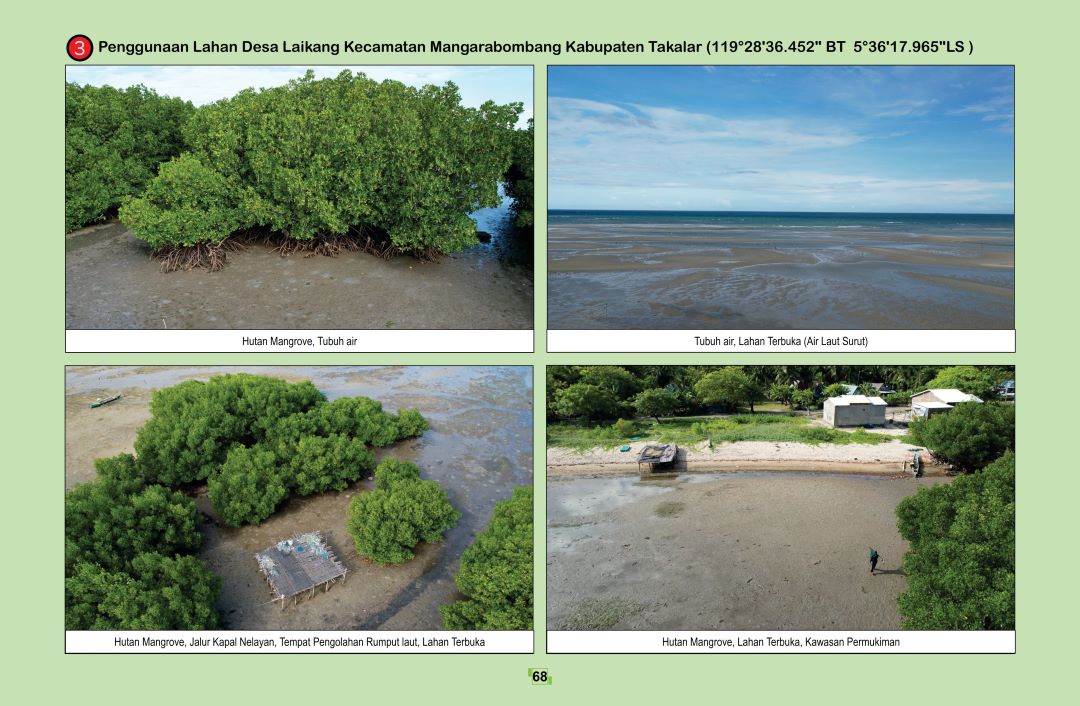 3 Penggunaan Lahan Desa Laikang Kecamatan Mangarabombang Kabupaten Takalar (119°28'36.452" BT  5°36'17.965"LS )
Hutan Mangrove, Tubuh air
Tubuh air, Lahan Terbuka (Air Laut Surut)
Hutan Mangrove, Jalur Kapal Nelayan, Tempat Pengolahan Rumput laut, Lahan Terbuka
Hutan Mangrove, Lahan Terbuka, Kawasan Permukiman
68